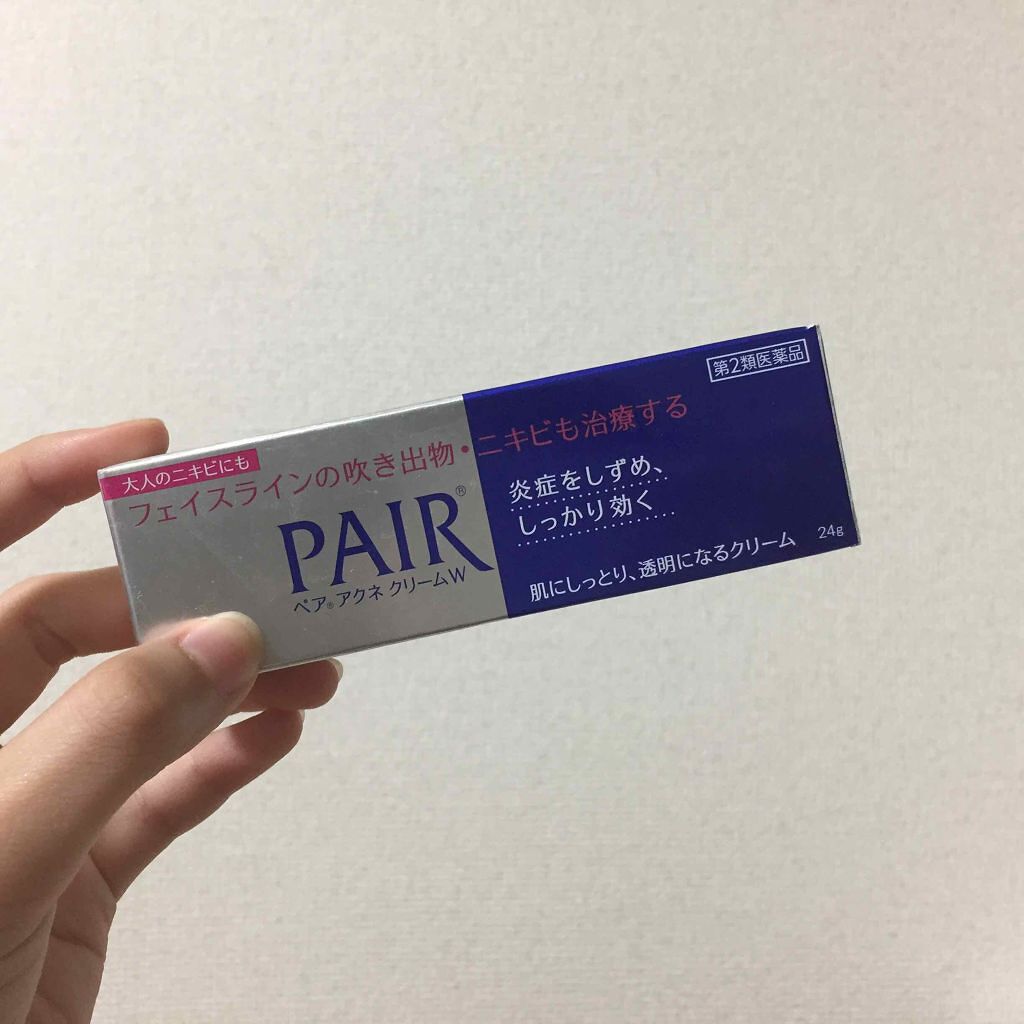 第2類医薬品
大人のニキビにも
フェイスラインの吹き出物・ニキビも治療する
PAIR®
ペア®アクネ クリームW
炎症をしずめ、
しっかり効く
肌にしっとり、透明になるクリーム
24g